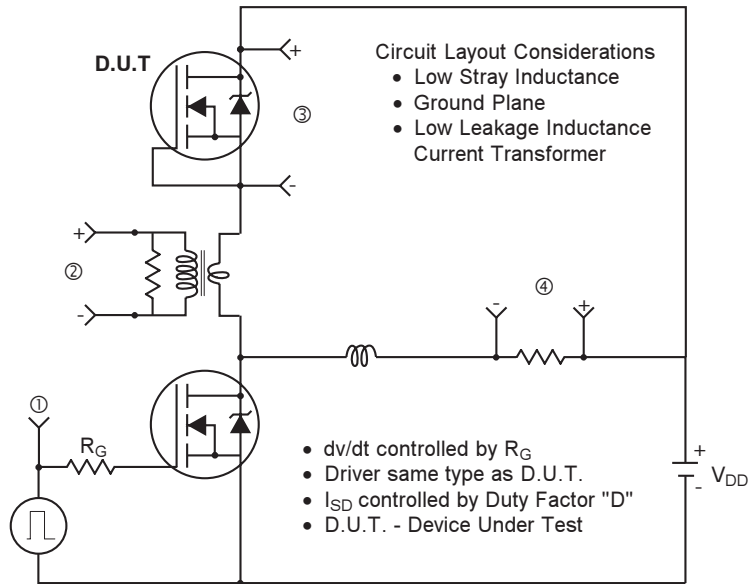 D.U.T
+
③
-
Circuit Layout Considerations
• Low Stray Inductance
• Ground Plane
• Low Leakage Inductance
Current Transformer
+
②
-
-
④
+
①
RG
• dv/dt controlled by RG
• Driver same type as D.U.T.
• ISD controlled by Duty Factor "D"
• D.U.T. - Device Under Test
+
VDD
-